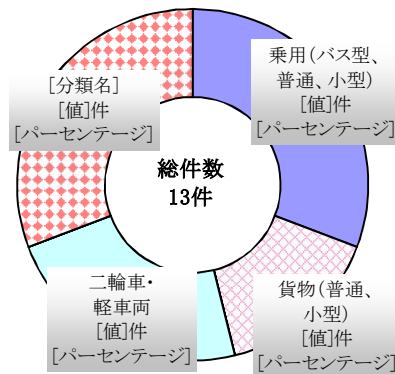 乗用(バス型、
普通、小型)
[値]件
[パーセンテージ]
[分類名]
[値]件
[パーセンテージ]
総件数
13件
二輪車・
軽車両
[値]件
[パーセンテージ]
貨物(普通、
小型)
[値]件
[パーセンテージ]